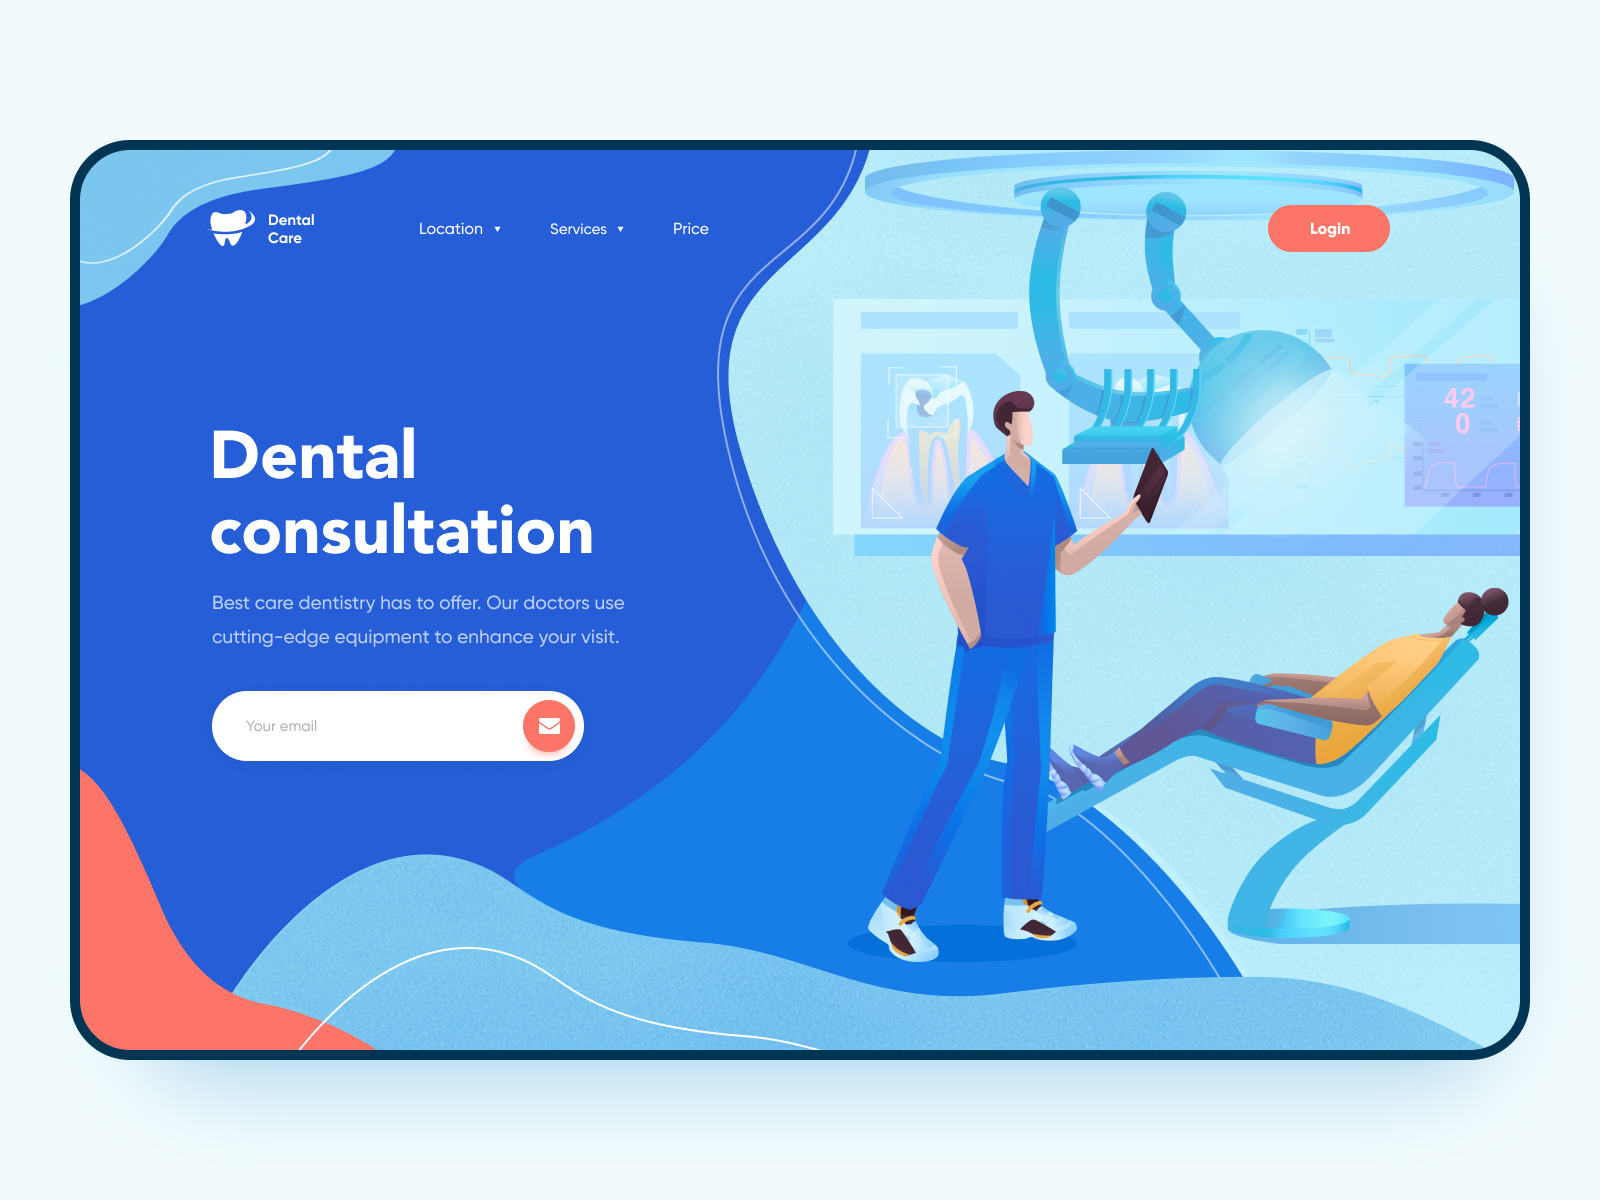 Dental
Care
Location ▼ Services ▼ Price
Login
Dental
consultation
Best care dentistry has to offer. Our doctors use
cutting-edge equipment to enhance your visit.
Your email
42
0